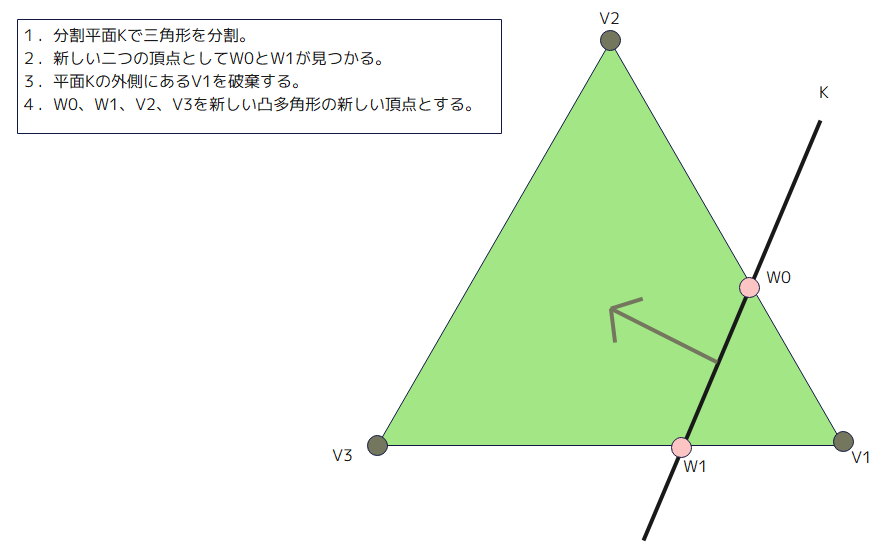 1．分割平面Kで三角形を分割。
2．新しい二つの頂点としてW0とW1が見つかる。
3．平面Kの外側にあるV1を破棄する。
4．W0、W1、V2、V3を新しい凸多角形の新しい頂点とする。
V2
K
W0
V3
W1
V1